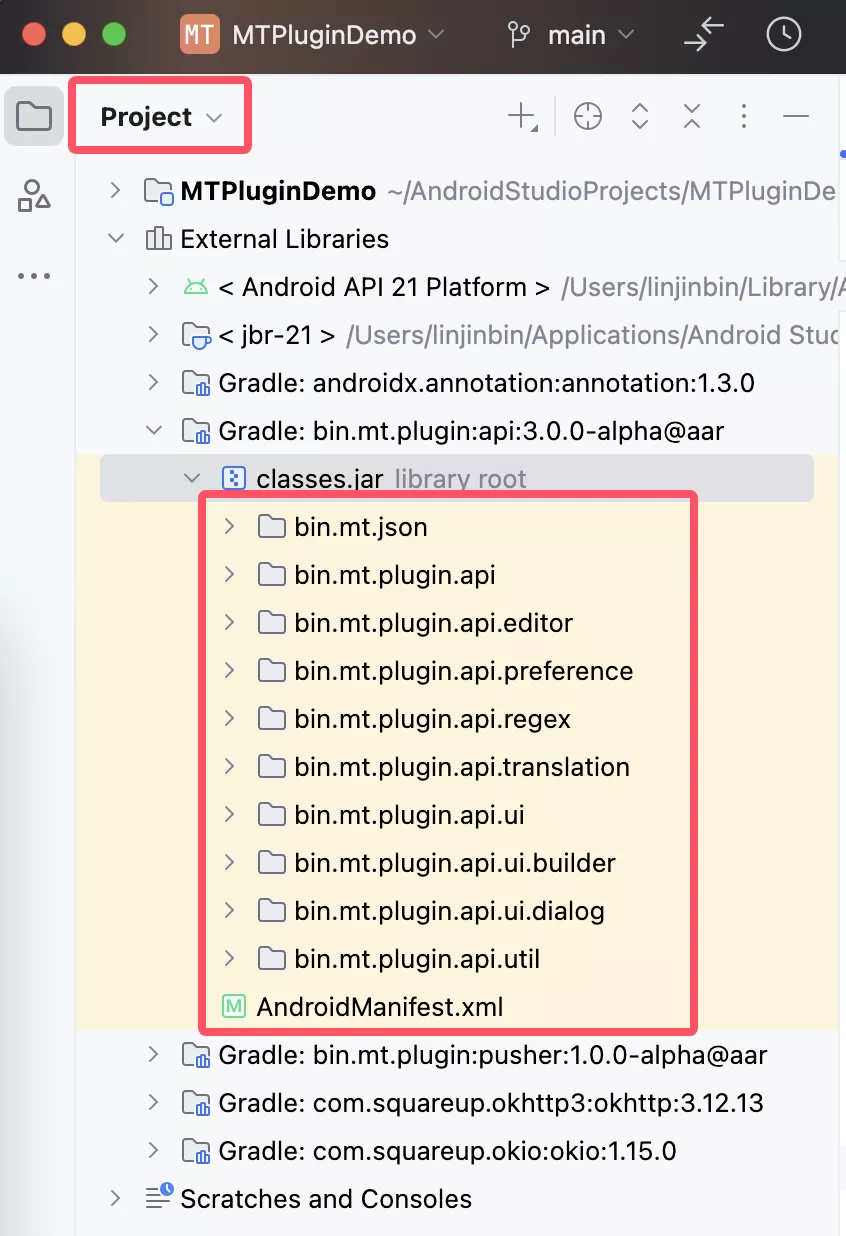 MT MTPluginDemo main
Project
MTPluginDemo ~/AndroidStudioProjects/MTPluginDe
External Libraries
< Android API 21 Platform > /Users/linjinbin/Library/A
< jbr-21 > /Users/linjinbin/Applications/Android Stud
Gradle: androidx.annotation:annotation:1.3.0
Gradle: bin.mt.plugin:api:3.0.0-alpha@aar
classes.jar library root
bin.mt.json
bin.mt.plugin.api
bin.mt.plugin.api.editor
bin.mt.plugin.api.preference
bin.mt.plugin.api.regex
bin.mt.plugin.api.translation
bin.mt.plugin.api.ui
bin.mt.plugin.api.ui.builder
bin.mt.plugin.api.ui.dialog
bin.mt.plugin.api.util
M AndroidManifest.xml
Gradle: bin.mt.plugin:pusher:1.0.0-alpha@aar
Gradle: com.squareup.okhttp3:okhttp:3.12.13
Gradle: com.squareup.okio:okio:1.15.0
Scratches and Consoles